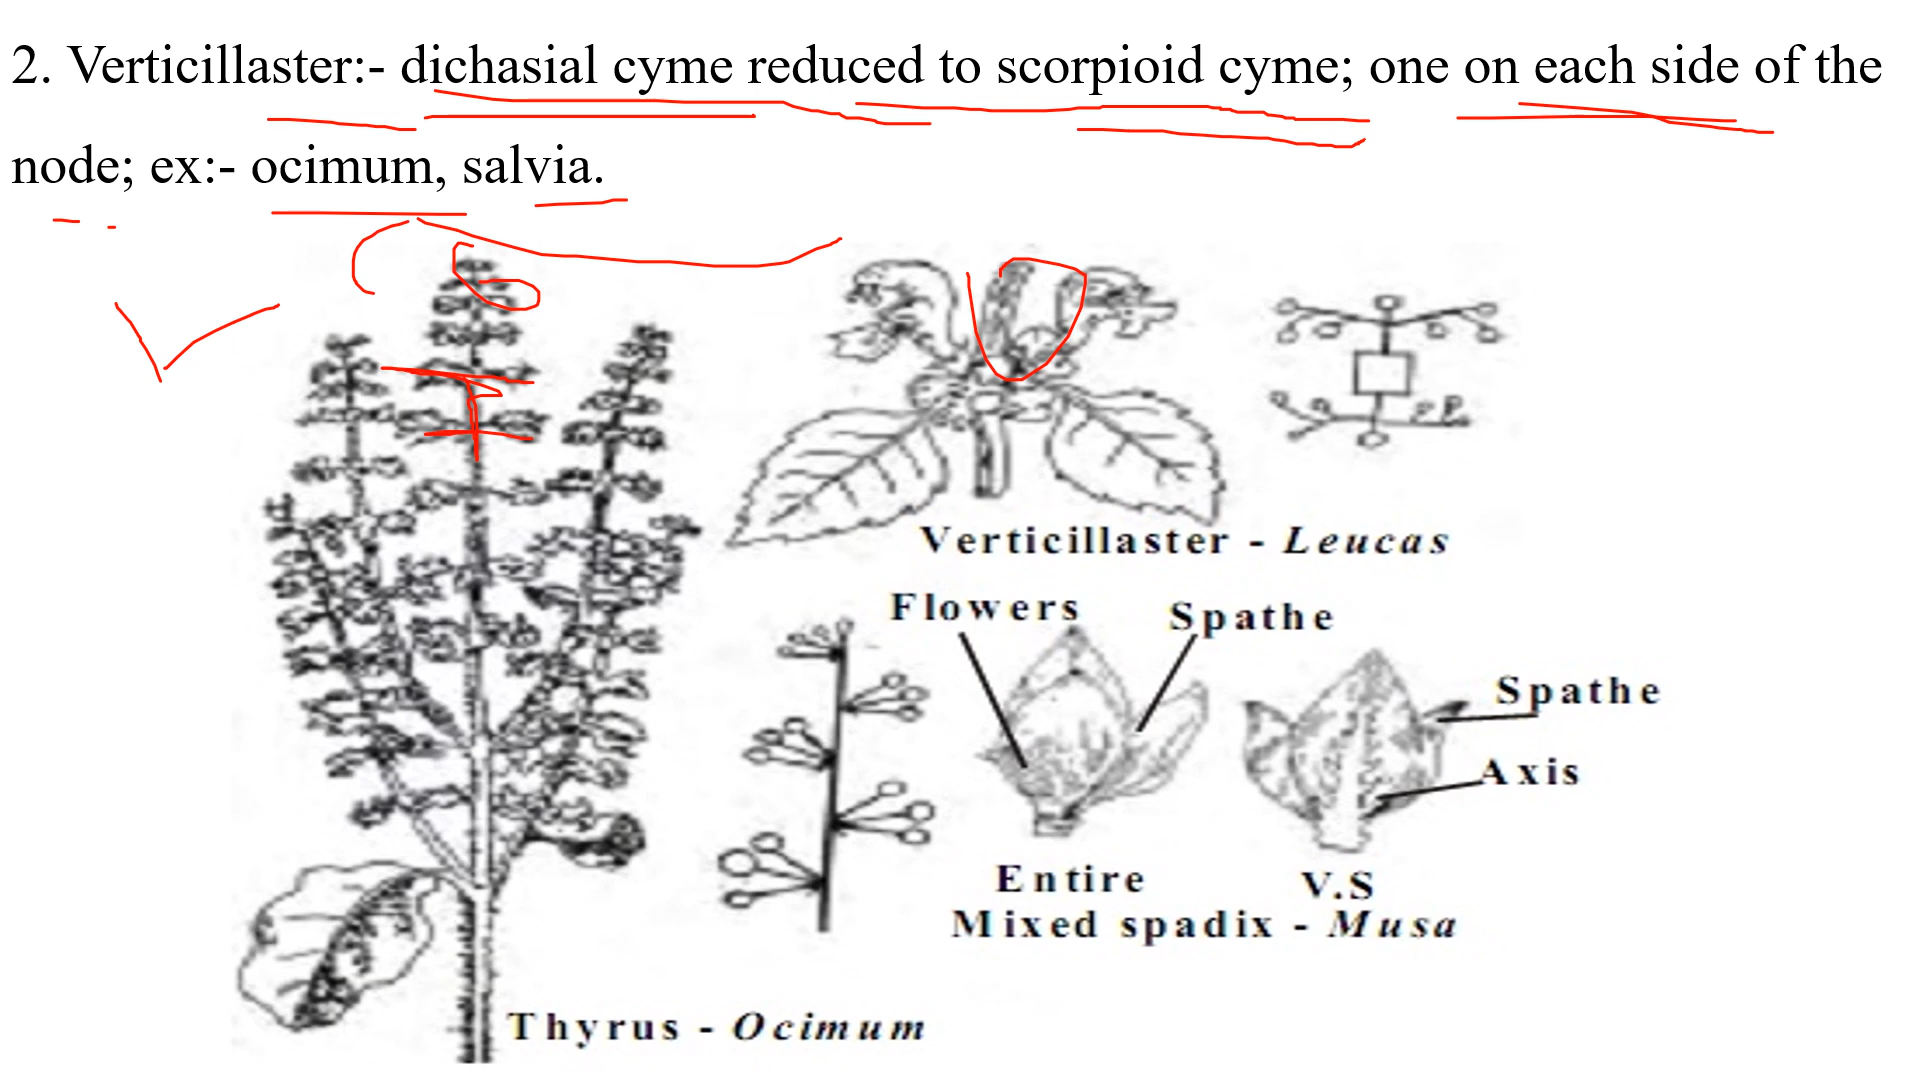 2. Verticillaster:- dichasial cyme reduced to scorpioid cyme; one on each side of the
node; ex:- ocimum, salvia.
Verticillaster - Leucas
Flowers
Spathe
Spathe
Axis
Entire
V.S
Mixed spadix - Musa
Thyrus - Ocimum